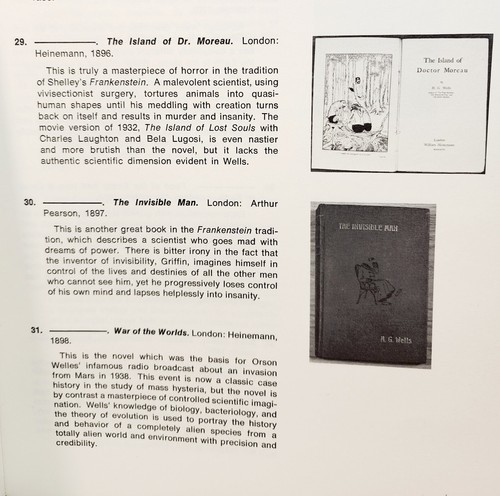 29. ————. The Island of Dr. Moreau. London:
Heinemann, 1896.
This is truly a masterpiece of horror in the tradition
of Shelley's Frankenstein. A malevolent scientist, using
vivisectionist surgery, tortures animals into quasi-
human shapes until his meddling with creation turns
back on itself and results in murder and insanity. The
movie version of 1932, The Island of Lost Souls with
Charles Laughton and Bela Lugosi, is even nastier
and more brutish than the novel, but it lacks the
authentic scientific dimension evident in Wells.
The Island of
Doctor Moreau
H. G. Wells
London
William Heinemann
30. ————. The Invisible Man. London: Arthur
Pearson, 1897.
This is another great book in the Frankenstein tradi-
tion, which describes a scientist who goes mad with
dreams of power. There is bitter irony in the fact that
the inventor of invisibility, Griffin, imagines himself in
control of the lives and destinies of all the other men
who cannot see him, yet he progressively loses control
of his own mind and lapses helplessly into insanity.
THE INVISIBLE MAN
H. G. Wells
31. ————. War of the Worlds. London: Heinemann,
1898.
This is the novel which was the basis for Orson
Welles' infamous radio broadcast about an invasion
from Mars in 1938. This event is now a classic case
history in the study of mass hysteria, but the novel is
by contrast a masterpiece of controlled scientific imagi-
nation. Wells' knowledge of biology, bacteriology, and
the theory of evolution is used to portray the history
and behavior of a completely alien species from a
totally alien world and environment with precision and
credibility.